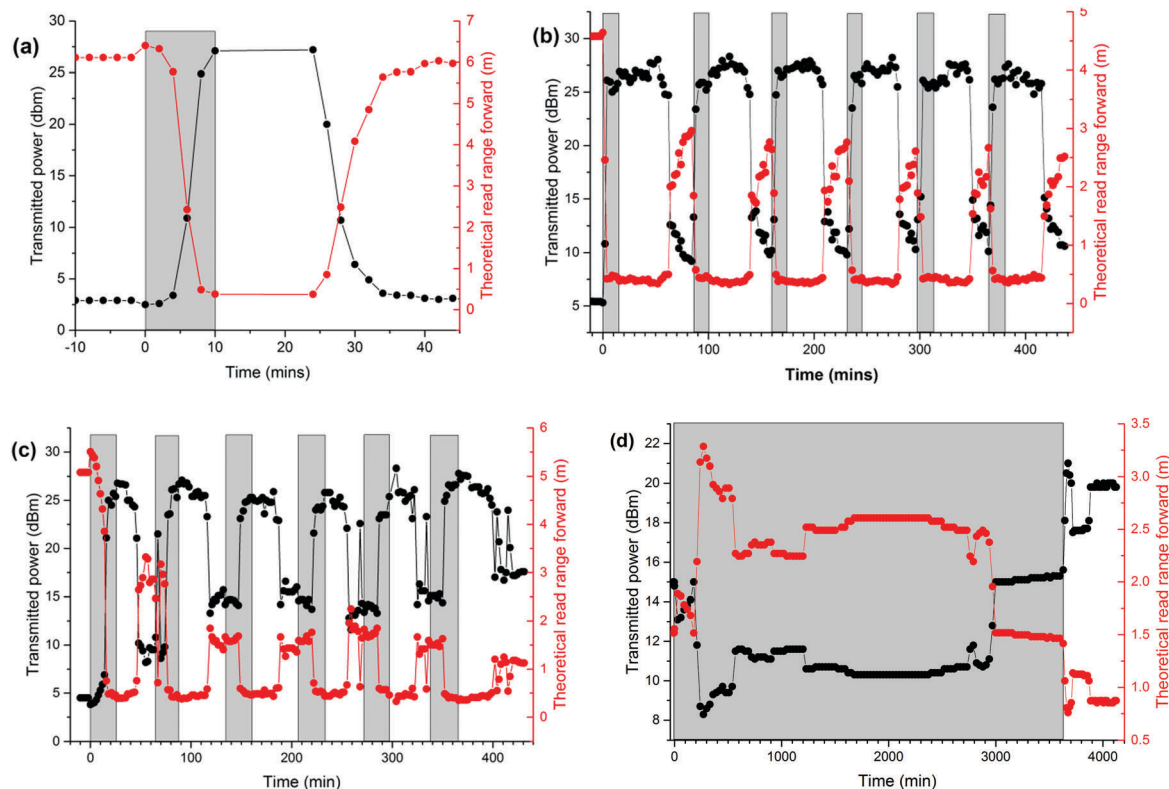 (a)
30
25
20
15
10
5
0
Transmitted power (dbm)
6
5
4
3
2
1
0
Theoretical read range forward (m)
-10 0 10 20 30 40
Time (mins)
(b)
30
25
20
15
10
5
Transmitted power (dBm)
5
4
3
2
1
0
Theoretical read range forward (m)
0 100 200 300 400
Time (mins)
(c)
30
25
20
15
10
5
0
Transmitted power (dBm)
6
5
4
3
2
1
0
Theoretical read range forward (m)
0 100 200 300 400
Time (min)
(d)
22
20
18
16
14
12
10
8
Transmitted power (dBm)
3.5
3.0
2.5
2.0
1.5
1.0
0.5
Theoretical read range forward (m)
0 1000 2000 3000 4000
Time (min)